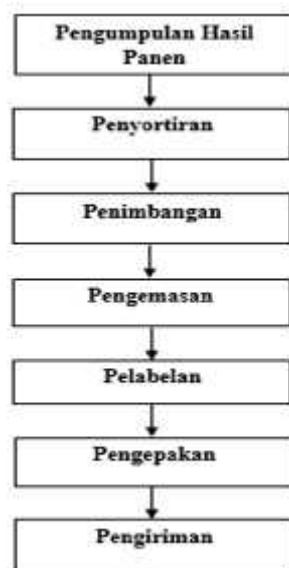 Pengumpulan Hasil
Panen
Penyortiran
Penimbangan
Pengemasan
Pelabelan
Pengepakan
Pengiriman